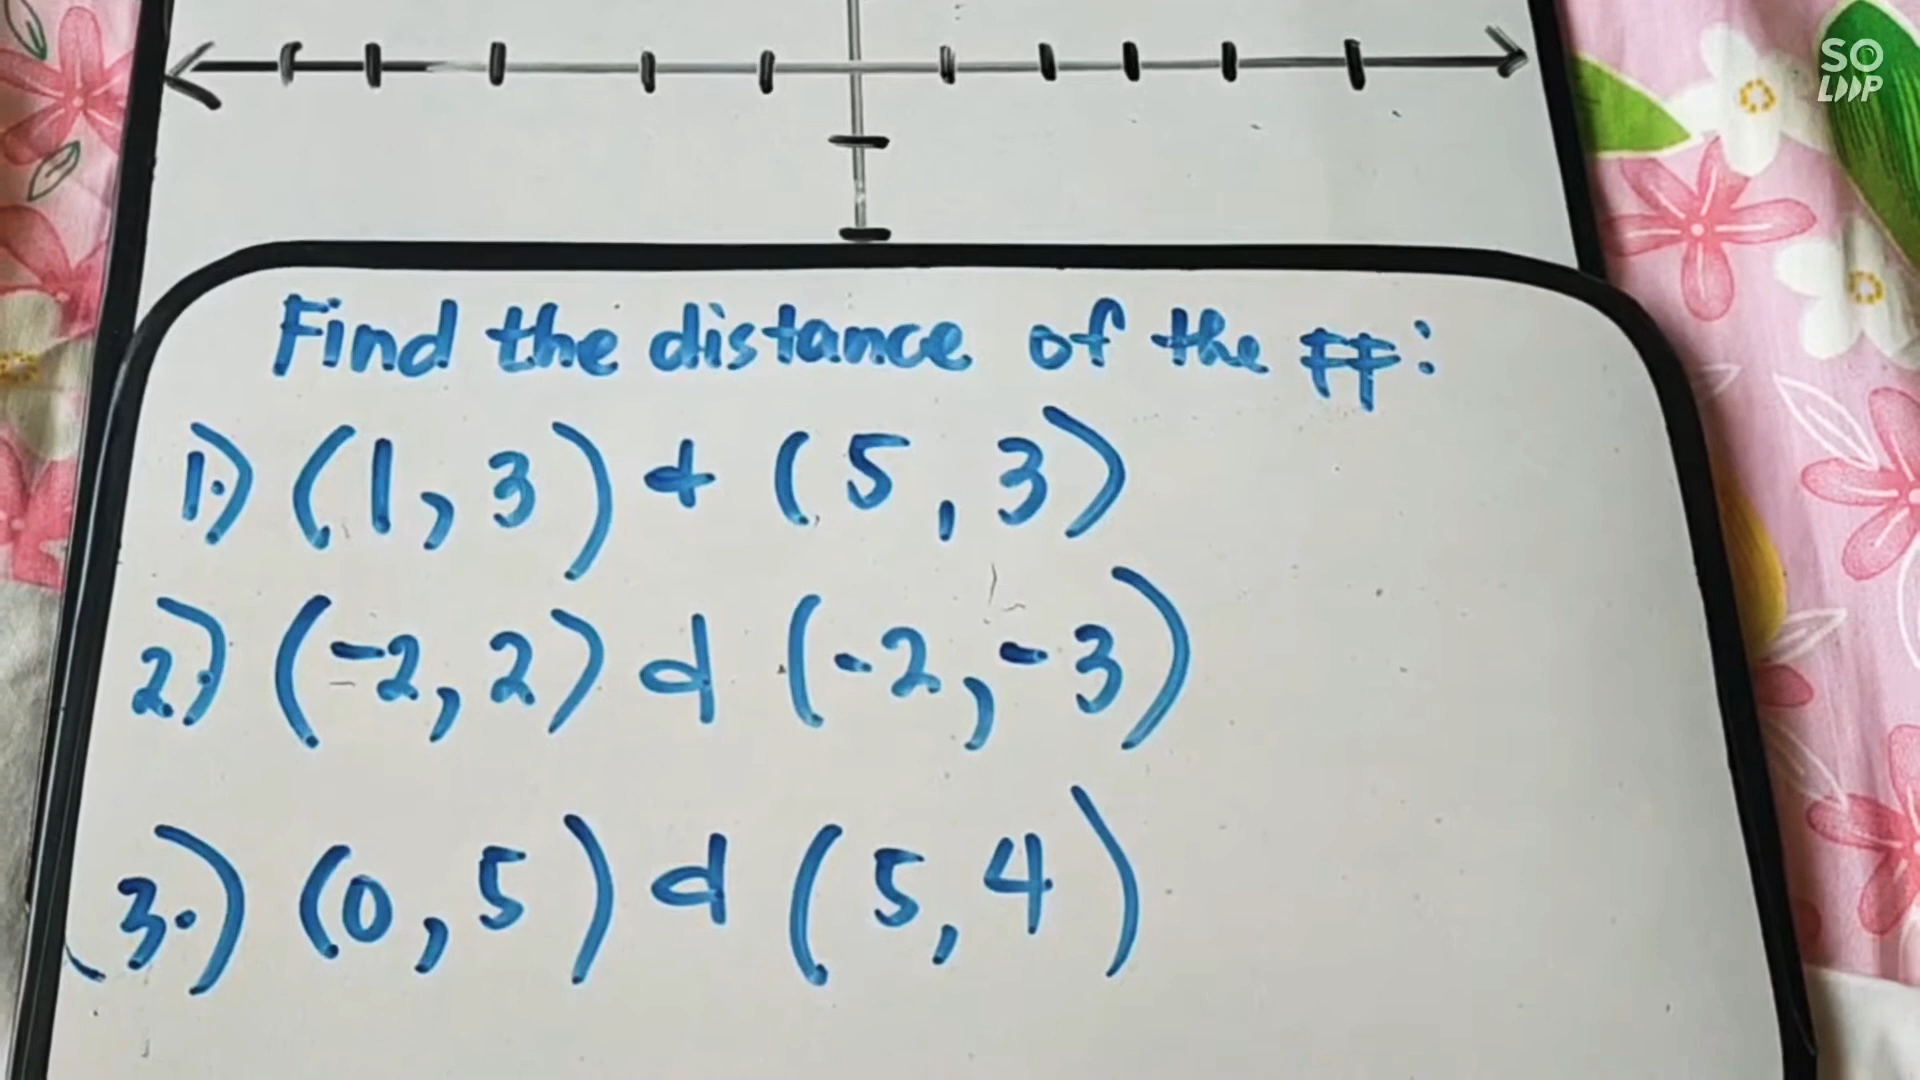 SO
LOOP
Find the distance of the ff:
1.) (1, 3) & (5, 3)
2.) (-2, 2) & (-2, -3)
3.) (0, 5) & (5, 4)